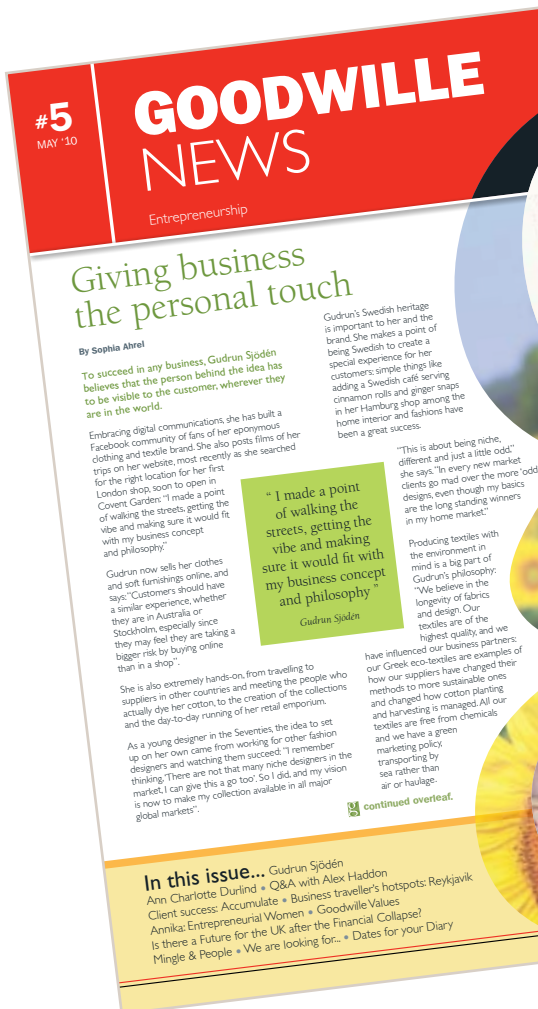 #5
MAY '10
GOODWILLE
NEWS
Entrepreneurship
Giving business
the personal touch
By Sophia Ahrel
To succeed in any business, Gudrun Sjödén
believes that the person behind the idea has
to be visible to the customer, wherever they
are in the world.
Embracing digital communications, she has built a
Facebook community of fans of her eponymous
clothing and textile brand. She also posts films of her
trips on her website, most recently as she searched
for the right location for her first
London shop, soon to open in
Covent Garden: "I made a point
of walking the streets, getting the
vibe and making sure it would fit
with my business concept
and philosophy."
Gudrun now sells her clothes
and soft furnishings online, and
says: "Customers should have
a similar experience, whether
they are in Australia or
Stockholm, especially since
they may feel they are taking a
bigger risk by buying online
than in a shop".
She is also extremely hands-on, from travelling to
suppliers in other countries and meeting the people who
actually dye her cotton, to the creation of the collections
and the day-to-day running of her retail emporium.
As a young designer in the Seventies, the idea to set
up on her own came from working for other fashion
designers and watching them succeed: "I remember
thinking, 'There are not that many niche designers in the
market, I can give this a go too'. So I did, and my vision
is now to make my collection available in all major
global markets".
" I made a point
of walking the
streets, getting the
vibe and making
sure it would fit with
my business concept
and philosophy "
Gudrun Sjödén
Gudrun's Swedish heritage
is important to her and the
brand. She makes a point of
being Swedish to create a
special experience for her
customers: simple things like
adding a Swedish café serving
cinnamon rolls and ginger snaps
in her Hamburg shop among the
home interior and fashions have
been a great success.
"This is about being niche,
different and just a little odd,"
she says. "In every new market
clients go mad over the more 'odd
designs, even though my basics
are the long standing winners
in my home market."
Producing textiles with
the environment in
mind is a big part of
Gudrun's philosophy:
"We believe in the
longevity of fabrics
and design. Our
textiles are of the
highest quality, and we
have influenced our business partners:
our Greek eco-textiles are examples of
how our suppliers have changed their
methods to more sustainable ones
and changed how cotton planting
and harvesting is managed. All our
textiles are free from chemicals
and we have a green
marketing policy,
transporting by
sea rather than
air or haulage.
g continued overleaf.
In this issue... Gudrun Sjödén
Ann Charlotte Durlind • Q&A with Alex Haddon
Client success: Accumulate • Business traveller's hotspots: Reykjavik
Annika: Entrepreneurial Women • Goodwille Values
Is there a Future for the UK after the Financial Collapse?
Mingle & People • We are looking for... • Dates for your Diary